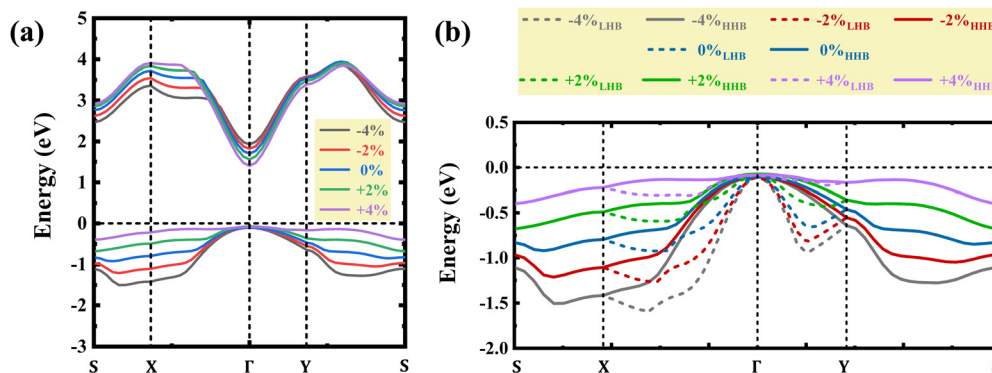 (a)
Energy (eV)
5
4
3
2
1
0
-1
-2
-3
-4%
-2%
0%
+2%
+4%
S X Γ Y S
(b)
-4%LHB -4%HHB -2%LHB -2%HHB
0%LHB 0%HHB
+2%LHB +2%HHB +4%LHB +4%HHB
Energy (eV)
0.5
0.0
-0.5
-1.0
-1.5
-2.0
S X Γ Y